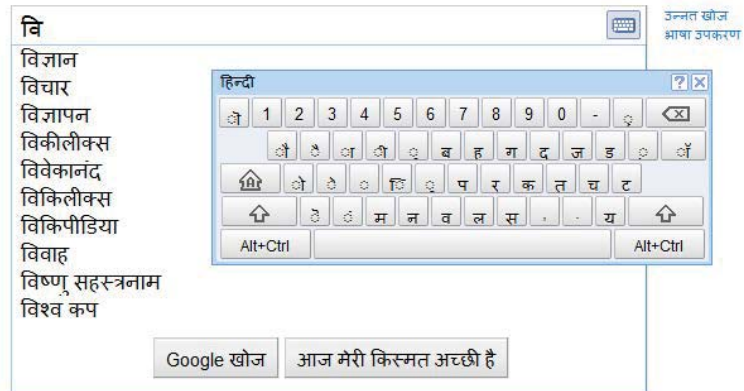 वि
उन्नत खोज
भाषा उपकरण
विज्ञान
विचार
विज्ञापन
विकीलीक्स
विवेकानंद
विकिलीक्स
विकिपीडिया
विवाह
विष्णु सहस्त्रनाम
विश्व कप
हिन्दी
? X
1 2 3 4 5 6 7 8 9 0 -
ौ ै ा ी ब ह ग द ज ड ़ ॉ
ो े ् ि प र क त च ट
ं म न व ल स , . य
Alt+Ctrl Alt+Ctrl
Google खोज आज मेरी किस्मत अच्छी है